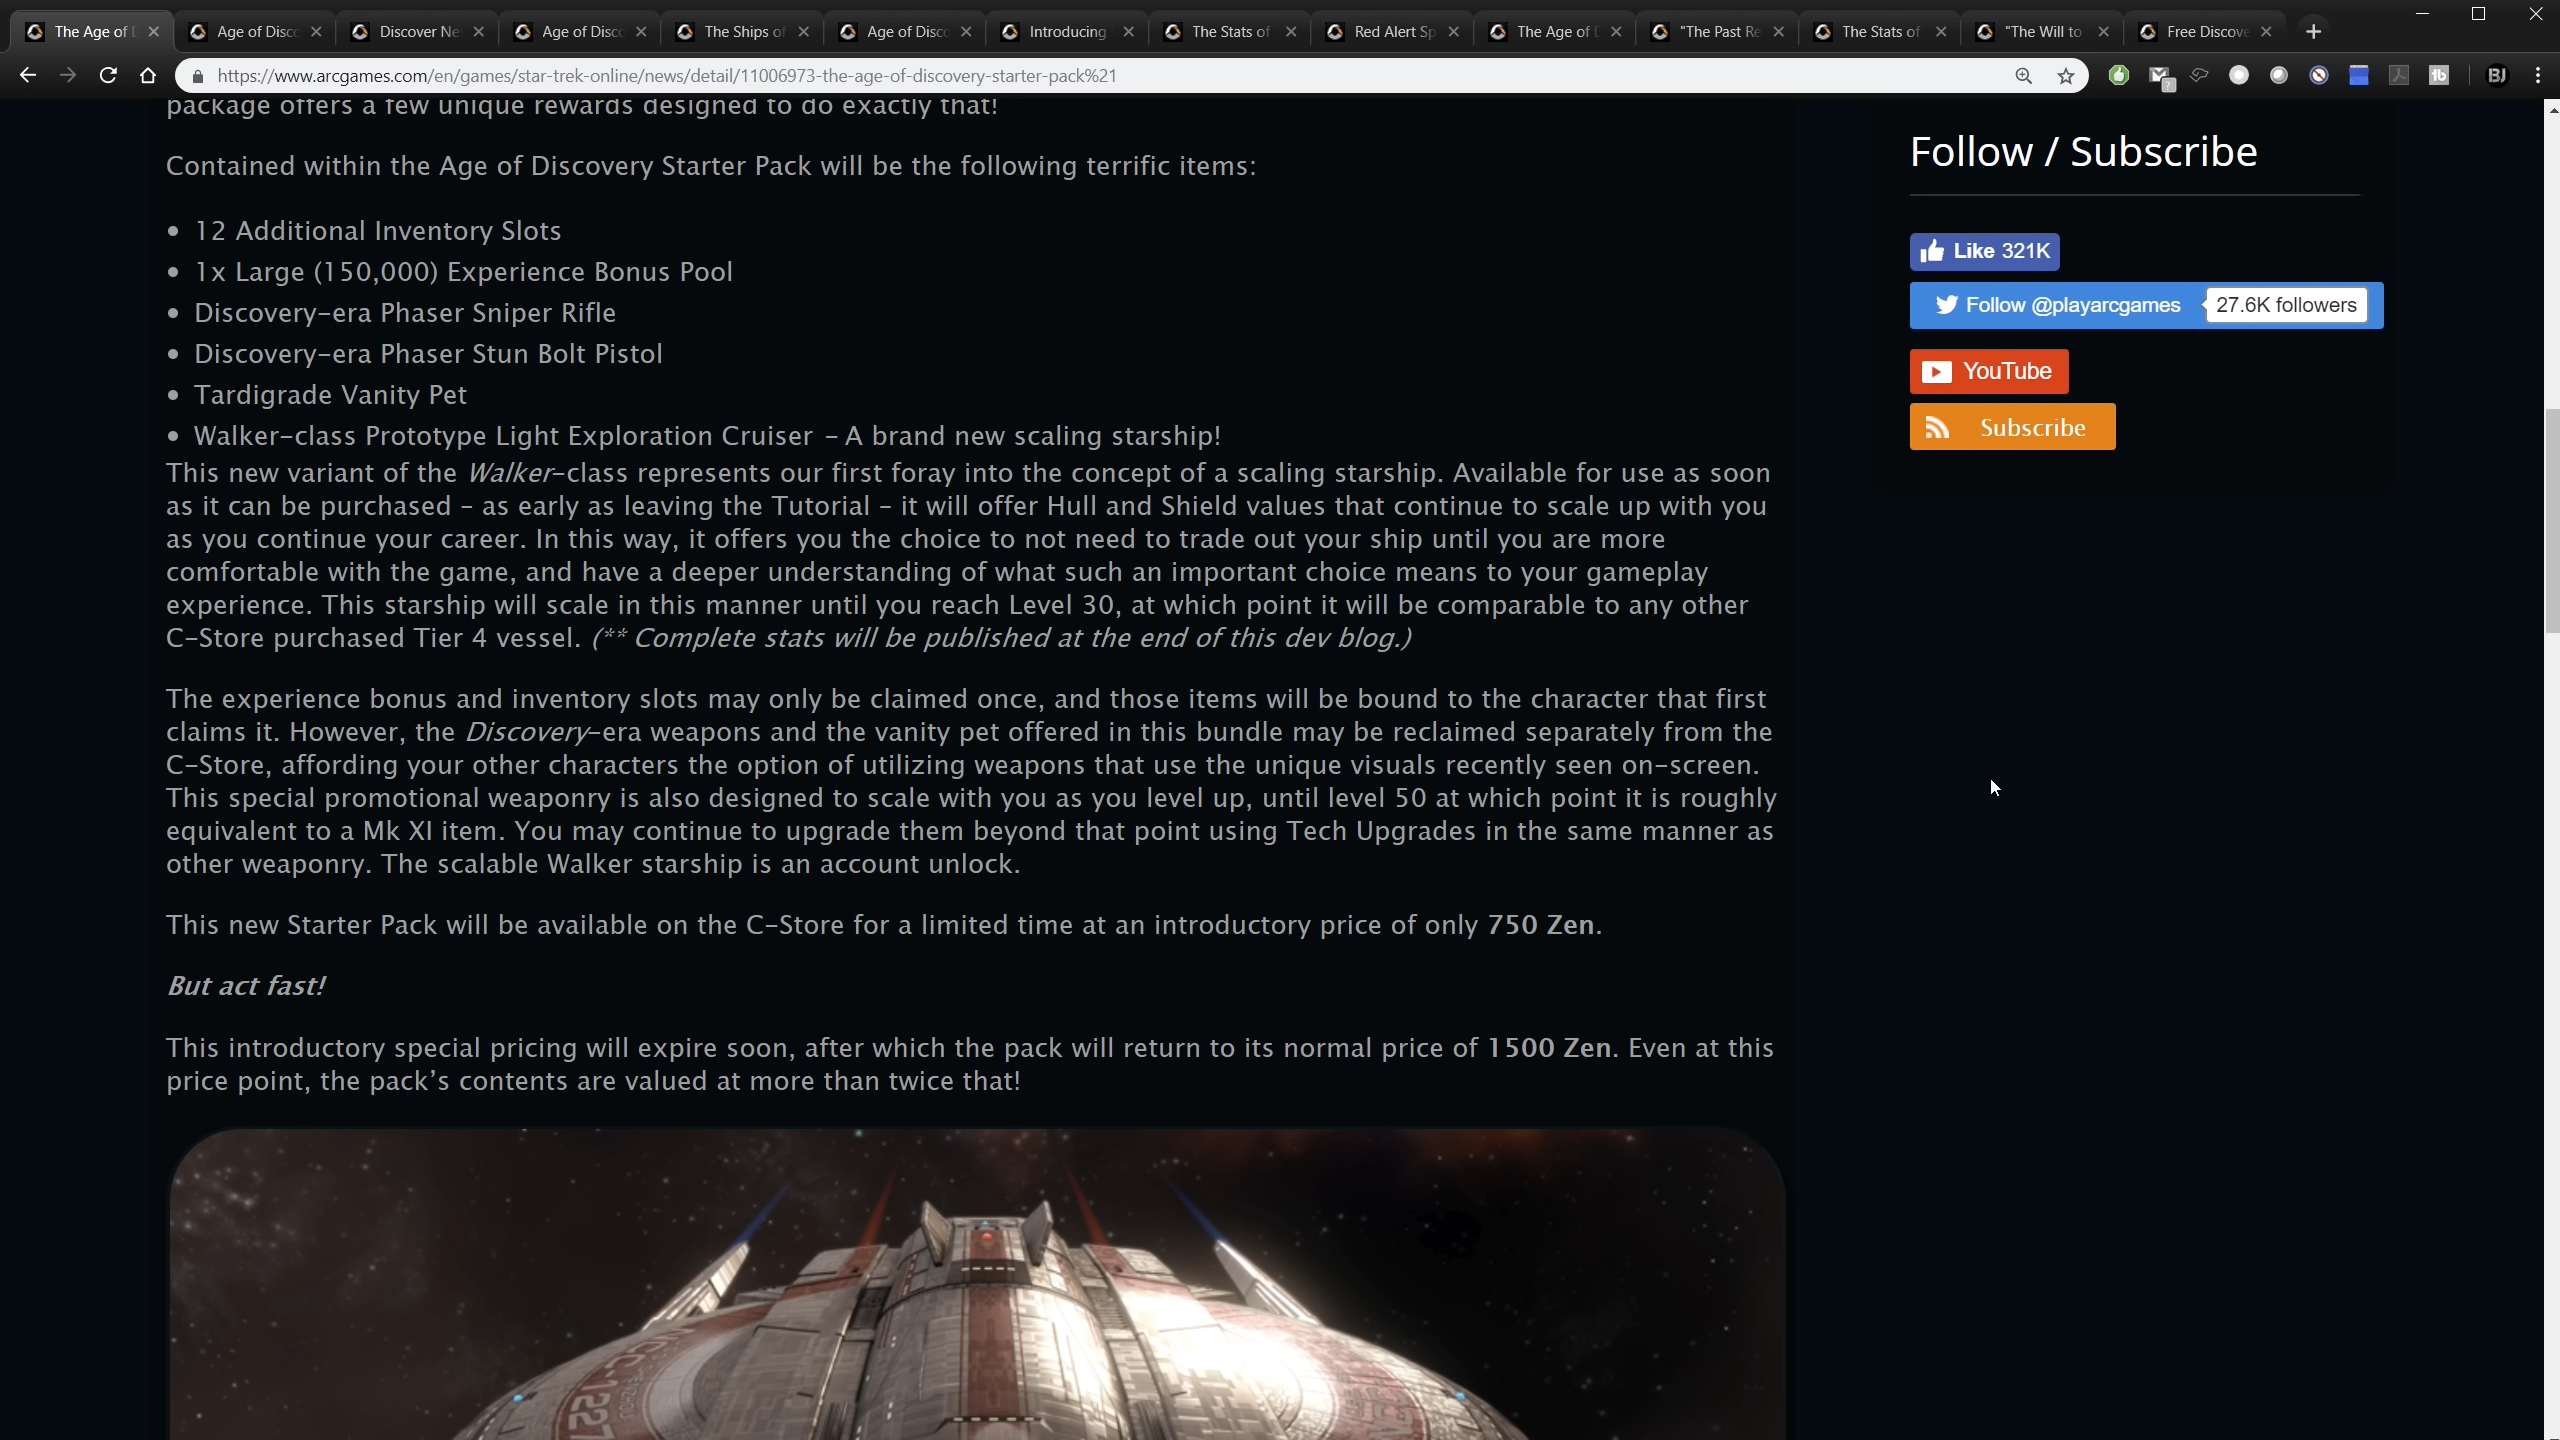 The Age of D
Age of Disco
Discover Ne
Age of Disco
The Ships of
Age of Disco
Introducing
The Stats of
Red Alert Sp
The Age of D
"The Past Re
The Stats of
"The Will to
Free Discove
https://www.arcgames.com/en/games/star-trek-online/news/detail/11006973-the-age-of-discovery-starter-pack%21
BJ
package offers a few unique rewards designed to do exactly that!
Contained within the Age of Discovery Starter Pack will be the following terrific items:
• 12 Additional Inventory Slots
• 1x Large (150,000) Experience Bonus Pool
• Discovery-era Phaser Sniper Rifle
• Discovery-era Phaser Stun Bolt Pistol
• Tardigrade Vanity Pet
• Walker-class Prototype Light Exploration Cruiser – A brand new scaling starship!
This new variant of the Walker-class represents our first foray into the concept of a scaling starship. Available for use as soon
as it can be purchased – as early as leaving the Tutorial – it will offer Hull and Shield values that continue to scale up with you
as you continue your career. In this way, it offers you the choice to not need to trade out your ship until you are more
comfortable with the game, and have a deeper understanding of what such an important choice means to your gameplay
experience. This starship will scale in this manner until you reach Level 30, at which point it will be comparable to any other
C-Store purchased Tier 4 vessel. (** Complete stats will be published at the end of this dev blog.)
The experience bonus and inventory slots may only be claimed once, and those items will be bound to the character that first
claims it. However, the Discovery-era weapons and the vanity pet offered in this bundle may be reclaimed separately from the
C-Store, affording your other characters the option of utilizing weapons that use the unique visuals recently seen on-screen.
This special promotional weaponry is also designed to scale with you as you level up, until level 50 at which point it is roughly
equivalent to a Mk XI item. You may continue to upgrade them beyond that point using Tech Upgrades in the same manner as
other weaponry. The scalable Walker starship is an account unlock.
This new Starter Pack will be available on the C-Store for a limited time at an introductory price of only 750 Zen.
But act fast!
This introductory special pricing will expire soon, after which the pack will return to its normal price of 1500 Zen. Even at this
price point, the pack's contents are valued at more than twice that!
Follow / Subscribe
Like 321K
Follow @playarcgames
27.6K followers
YouTube
Subscribe